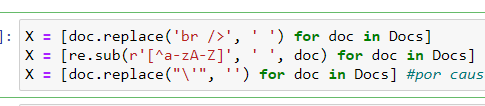 ]: X = [doc.replace('br />', ' ') for doc in Docs]
X = [re.sub(r'[^a-zA-Z]', ' ', doc) for doc in Docs]
X = [doc.replace("\'", '') for doc in Docs] #por caus